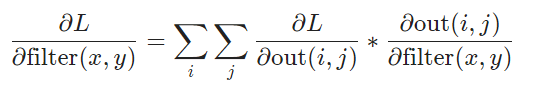 ∂L/∂filter(x, y) = ∑_i ∑_j ∂L/∂out(i, j) * ∂out(i, j)/∂filter(x, y)